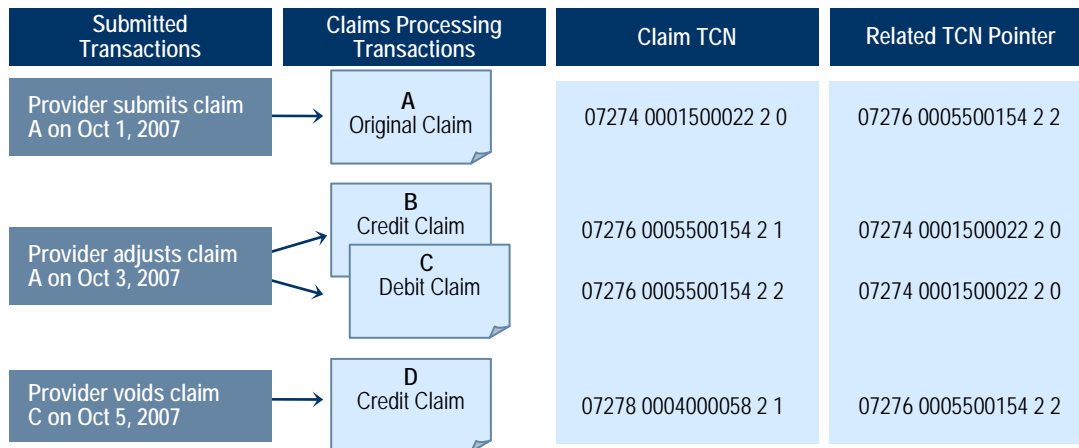 Submitted
Transactions
Claims Processing
Transactions
Claim TCN
Related TCN Pointer
Provider submits claim
A on Oct 1, 2007
A
Original Claim
07274 0001500022 2 0
07276 0005500154 2 2
Provider adjusts claim
A on Oct 3, 2007
B
Credit Claim
07276 0005500154 2 1
07274 0001500022 2 0
C
Debit Claim
07276 0005500154 2 2
07274 0001500022 2 0
Provider voids claim
C on Oct 5, 2007
D
Credit Claim
07278 0004000058 2 1
07276 0005500154 2 2